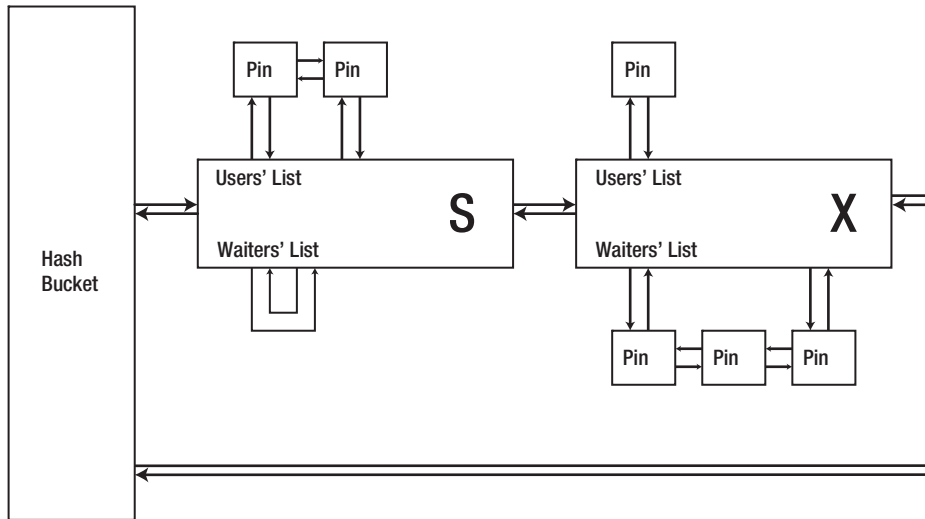 Pin
Pin
Pin
Users' List
S
Users' List
X
Waiters' List
Waiters' List
Hash
Bucket
Pin
Pin
Pin